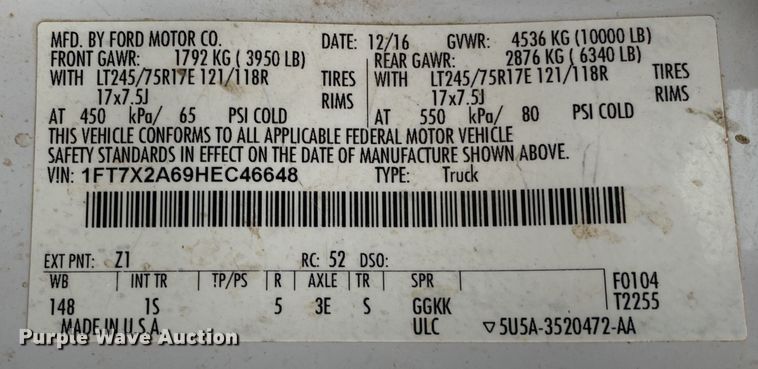 MFD. BY FORD MOTOR CO. DATE: 12/16 GVWR: 4536 KG (10000 LB)
FRONT GAWR: 1792 KG ( 3950 LB) REAR GAWR: 2876 KG ( 6340 LB)
WITH LT245/75R17E 121/118R TIRES WITH LT245/75R17E 121/118R TIRES
17x7.5J RIMS 17x7.5J RIMS
AT 450 kPa/ 65 PSI COLD AT 550 kPa/ 80 PSI COLD
THIS VEHICLE CONFORMS TO ALL APPLICABLE FEDERAL MOTOR VEHICLE
SAFETY STANDARDS IN EFFECT ON THE DATE OF MANUFACTURE SHOWN ABOVE.
VIN: 1FT7X2A69HEC46648 TYPE: Truck
EXT PNT: Z1 RC: 52 DSO:
WB INT TR TP/PS R AXLE TR SPR F0104
148 1S 5 3E S GGKK T2255
MADE IN U.S.A. ULC ▽5U5A-3520472-AA
Purple Wave Auction